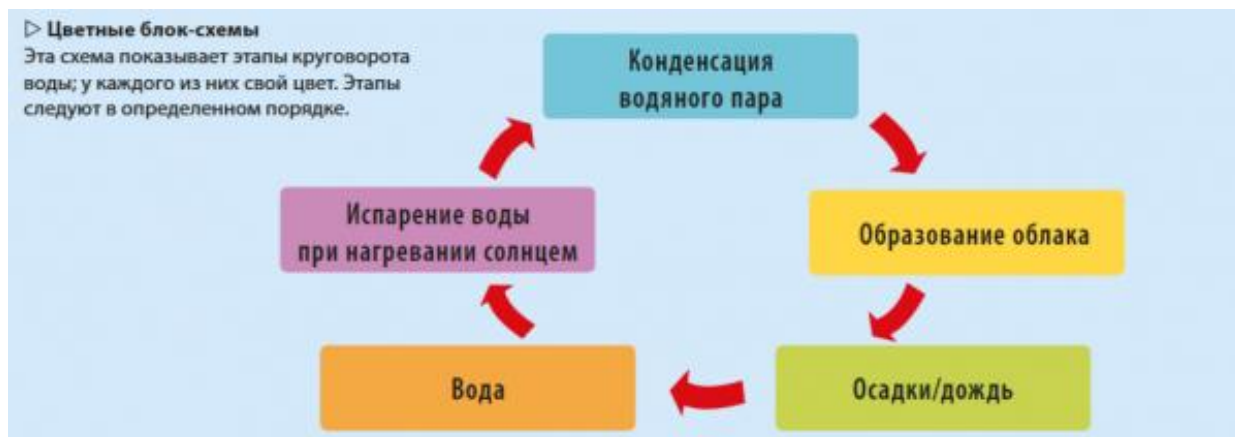 ▷ Цветные блок-схемы
Эта схема показывает этапы круговорота
воды; у каждого из них свой цвет. Этапы
следуют в определенном порядке.
Конденсация
водяного пара
Образование облака
Осадки/дождь
Вода
Испарение воды
при нагревании солнцем